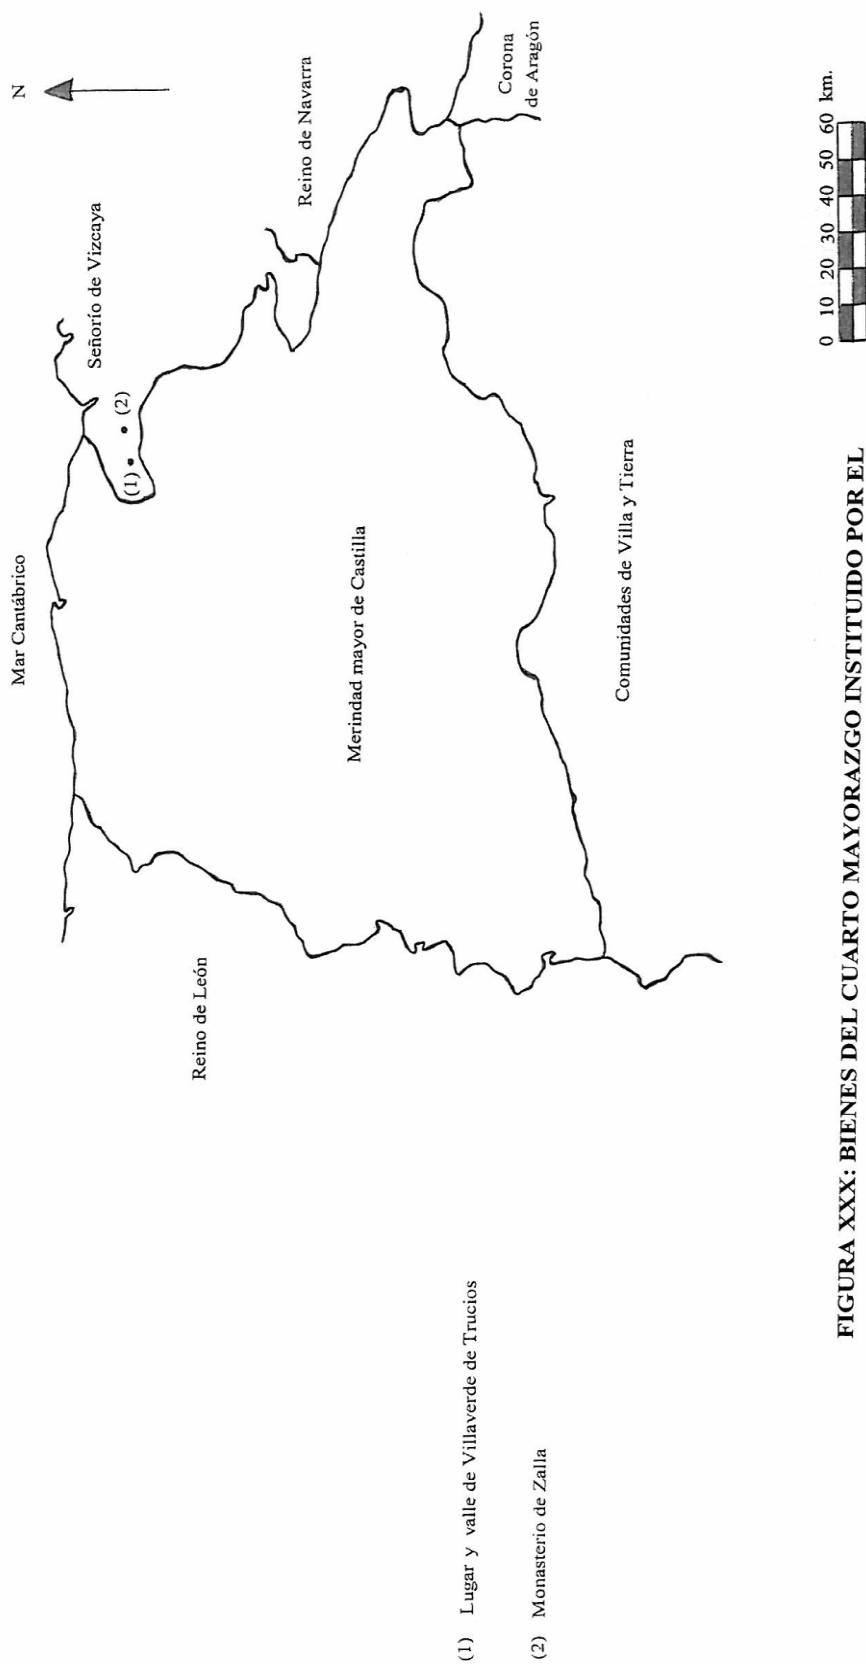 N
Mar Cantábrico
Señorío de Vizcaya
(1)
(2)
Reino de León
Reino de Navarra
Merindad mayor de Castilla
Corona
de Aragón
Comunidades de Villa y Tierra
(1) Lugar y valle de Villaverde de Trucios
(2) Monasterio de Zalla
0 10 20 30 40 50 60 km.
FIGURA XXX: BIENES DEL CUARTO MAYORAZGO INSTITUIDO POR EL